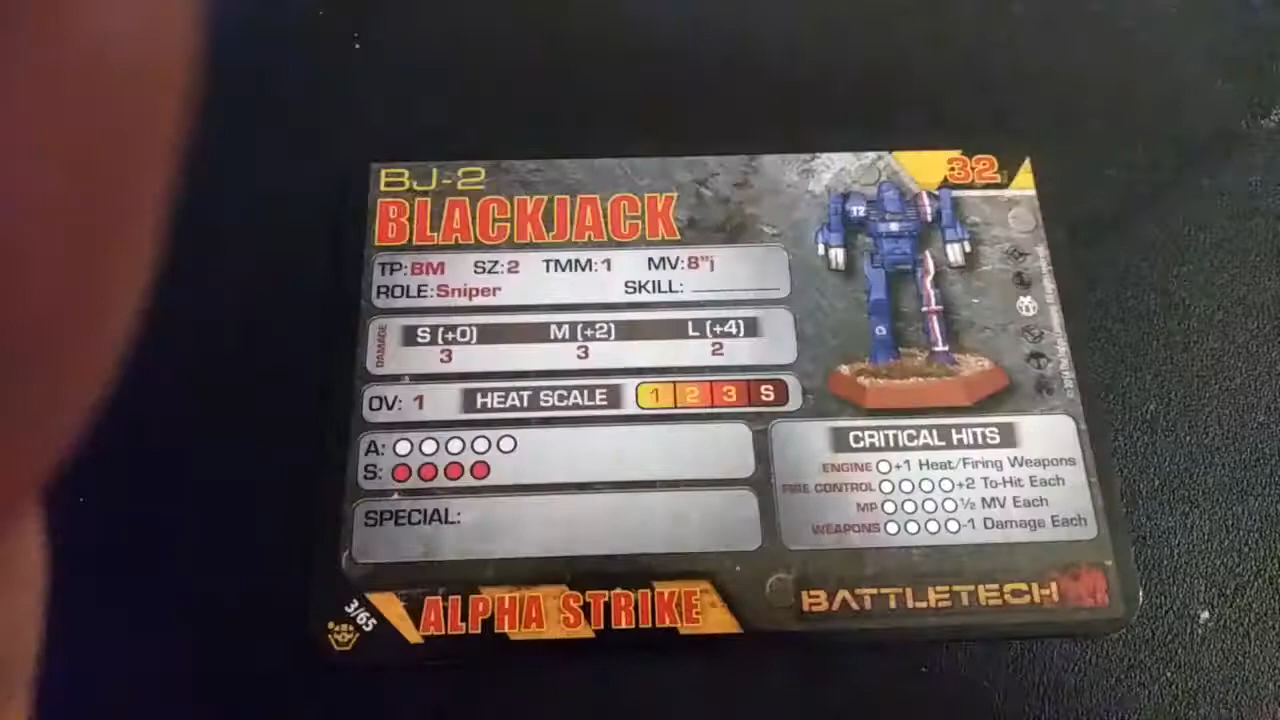 BJ-2
32
BLACKJACK
TP:BM SZ:2 TMM:1 MV:8"j
ROLE:Sniper SKILL:
DAMAGE
S (+0) M (+2) L (+4)
3 3 2
OV: 1 HEAT SCALE 1 2 3 S
A:
S:
SPECIAL:
12
CRITICAL HITS
ENGINE +1 Heat/Firing Weapons
FIRE CONTROL +2 To-Hit Each
MP ½ MV Each
WEAPONS -1 Damage Each
3/65
ALPHA STRIKE
BATTLETECH